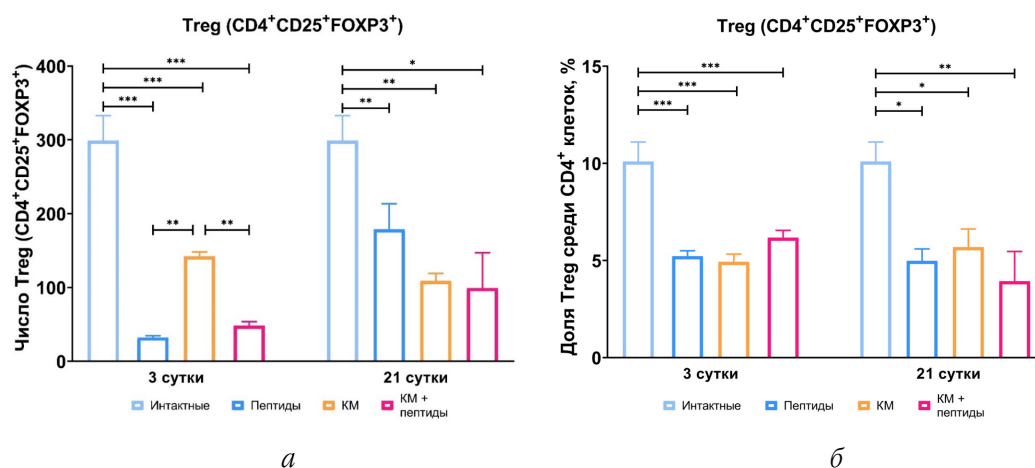 Treg (CD4⁺CD25⁺FOXP3⁺)
Число Treg (CD4⁺CD25⁺FOXP3⁺)
400
300
200
100
0
***
***
***
**
**
*
**
**
3 сутки
21 сутки
Интактные
Пептиды
КМ
КМ +
пептиды
а
Treg (CD4⁺CD25⁺FOXP3⁺)
Доля Treg среди CD4⁺ клеток, %
15
10
5
0
***
***
***
**
*
*
3 сутки
21 сутки
Интактные
Пептиды
КМ
КМ +
пептиды
б